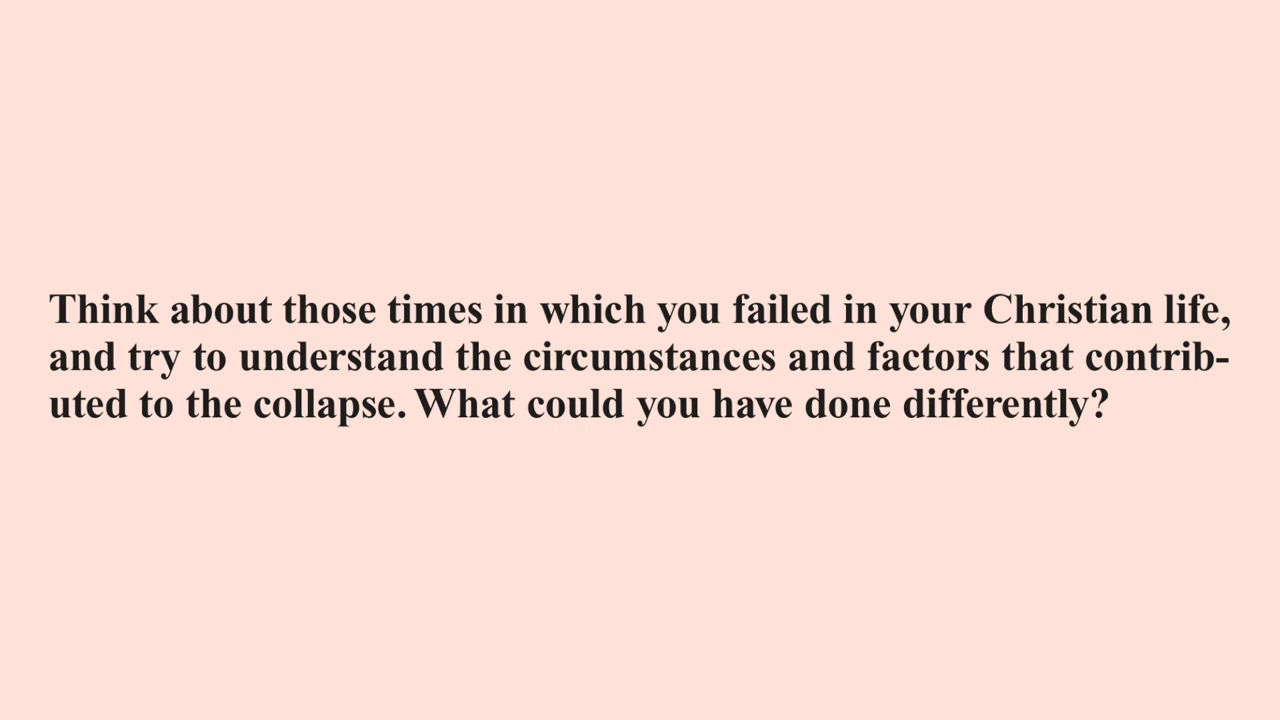 Think about those times in which you failed in your Christian life,
and try to understand the circumstances and factors that contrib-
uted to the collapse. What could you have done differently?